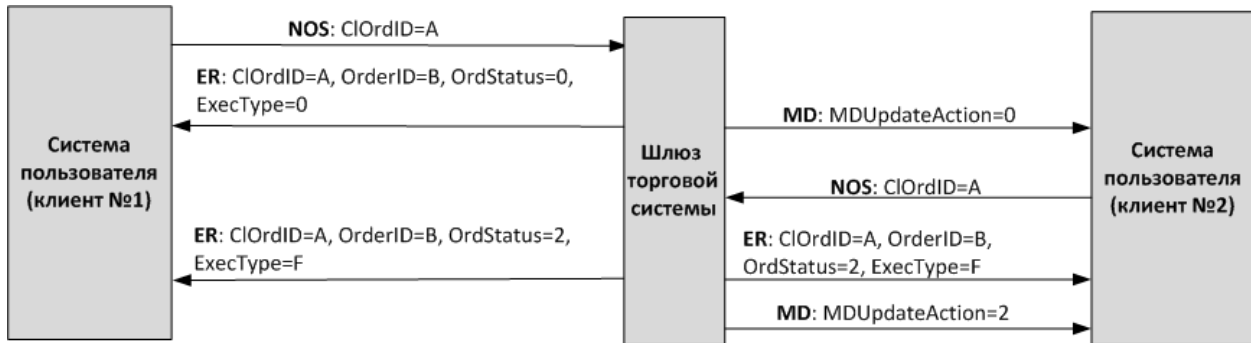 NOS: ClOrdID=A
ER: ClOrdID=A, OrderID=B, OrdStatus=0,
ExecType=0
MD: MDUpdateAction=0
Система
пользователя
(клиент №1)
Шлюз
торговой
системы
Система
пользователя
(клиент №2)
NOS: ClOrdID=A
ER: ClOrdID=A, OrderID=B, OrdStatus=2,
ExecType=F
ER: ClOrdID=A, OrderID=B,
OrdStatus=2, ExecType=F
MD: MDUpdateAction=2